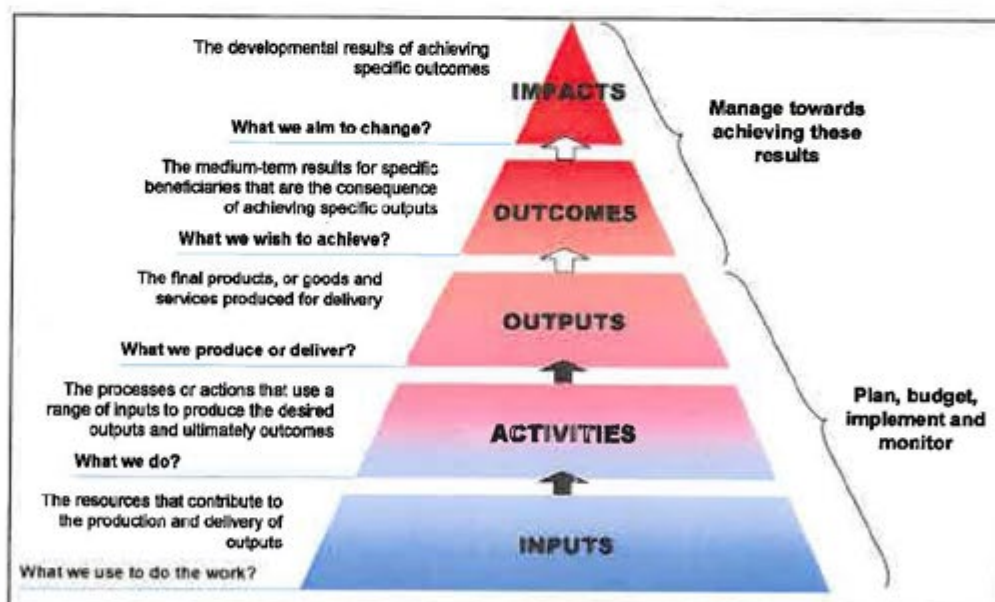 The developmental results of achieving
specific outcomes
IMPACTS
What we aim to change?
Manage towards
achieving these
results
The medium-term results for specific
beneficiaries that are the consequence
of achieving specific outputs
OUTCOMES
What we wish to achieve?
The final products, or goods and
services produced for delivery
OUTPUTS
What we produce or deliver?
The processes or actions that use a
range of inputs to produce the desired
outputs and ultimately outcomes
ACTIVITIES
What we do?
Plan, budget,
implement and
monitor
The resources that contribute to
the production and delivery of
outputs
INPUTS
What we use to do the work?